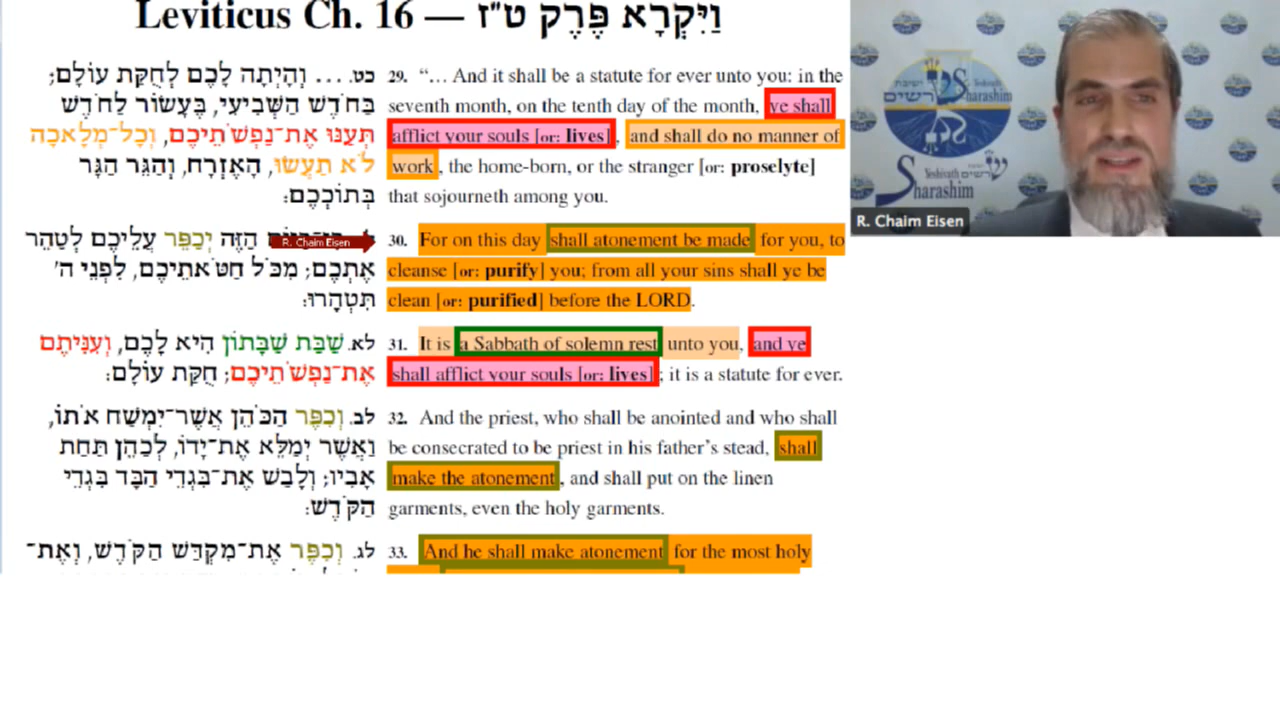 Leviticus Ch. 16 — וַיִּקְרָא פֶּרֶק ט"ז
כט. ... וְהָיְתָה לָכֶם לְחֻקַּת עוֹלָם;
בַּחֹדֶשׁ הַשְּׁבִיעִי, בֶּעָשׂוֹר לַחֹדֶשׁ
תְּעַנּוּ אֶת־נַפְשֹׁתֵיכֶם, וְכָל־מְלָאכָה
לֹא תַעֲשׂוּ, הָאֶזְרָח, וְהַגֵּר הַגָּר
בְּתוֹכְכֶם:
הַזֶּה יְכַפֵּר עֲלֵיכֶם לְטַהֵר
אֶתְכֶם; מִכֹּל חַטֹּאתֵיכֶם, לִפְנֵי ה'
תִּטְהָרוּ:
לא. שַׁבַּת שַׁבָּתוֹן הִיא לָכֶם, וְעִנִּיתֶם
אֶת־נַפְשֹׁתֵיכֶם; חֻקַּת עוֹלָם:
לב. וְכִפֶּר הַכֹּהֵן אֲשֶׁר־יִמְשַׁח אֹתוֹ,
וַאֲשֶׁר יְמַלֵּא אֶת־יָדוֹ, לְכַהֵן תַּחַת
אָבִיו; וְלָבַשׁ אֶת־בִּגְדֵי הַבָּד בִּגְדֵי
הַקֹּדֶשׁ:
לג. וְכִפֶּר אֶת־מִקְדַּשׁ הַקֹּדֶשׁ, וְאֶת־
29. “… And it shall be a statute for ever unto you: in the
seventh month, on the tenth day of the month, ye shall
afflict your souls [or: lives], and shall do no manner of
work, the home-born, or the stranger [or: proselyte]
that sojourneth among you.
30. For on this day shall atonement be made for you, to
cleanse [or: purify] you; from all your sins shall ye be
clean [or: purified] before the LORD.
31. It is a Sabbath of solemn rest unto you, and ye
shall afflict your souls [or: lives]; it is a statute for ever.
32. And the priest, who shall be anointed and who shall
be consecrated to be priest in his father’s stead, shall
make the atonement, and shall put on the linen
garments, even the holy garments.
33. And he shall make atonement for the most holy
R. Chaim Eisen
שרשים
Yeshivath
Sharashim
Yeshivath שרשים
Sharashim
R. Chaim Eisen